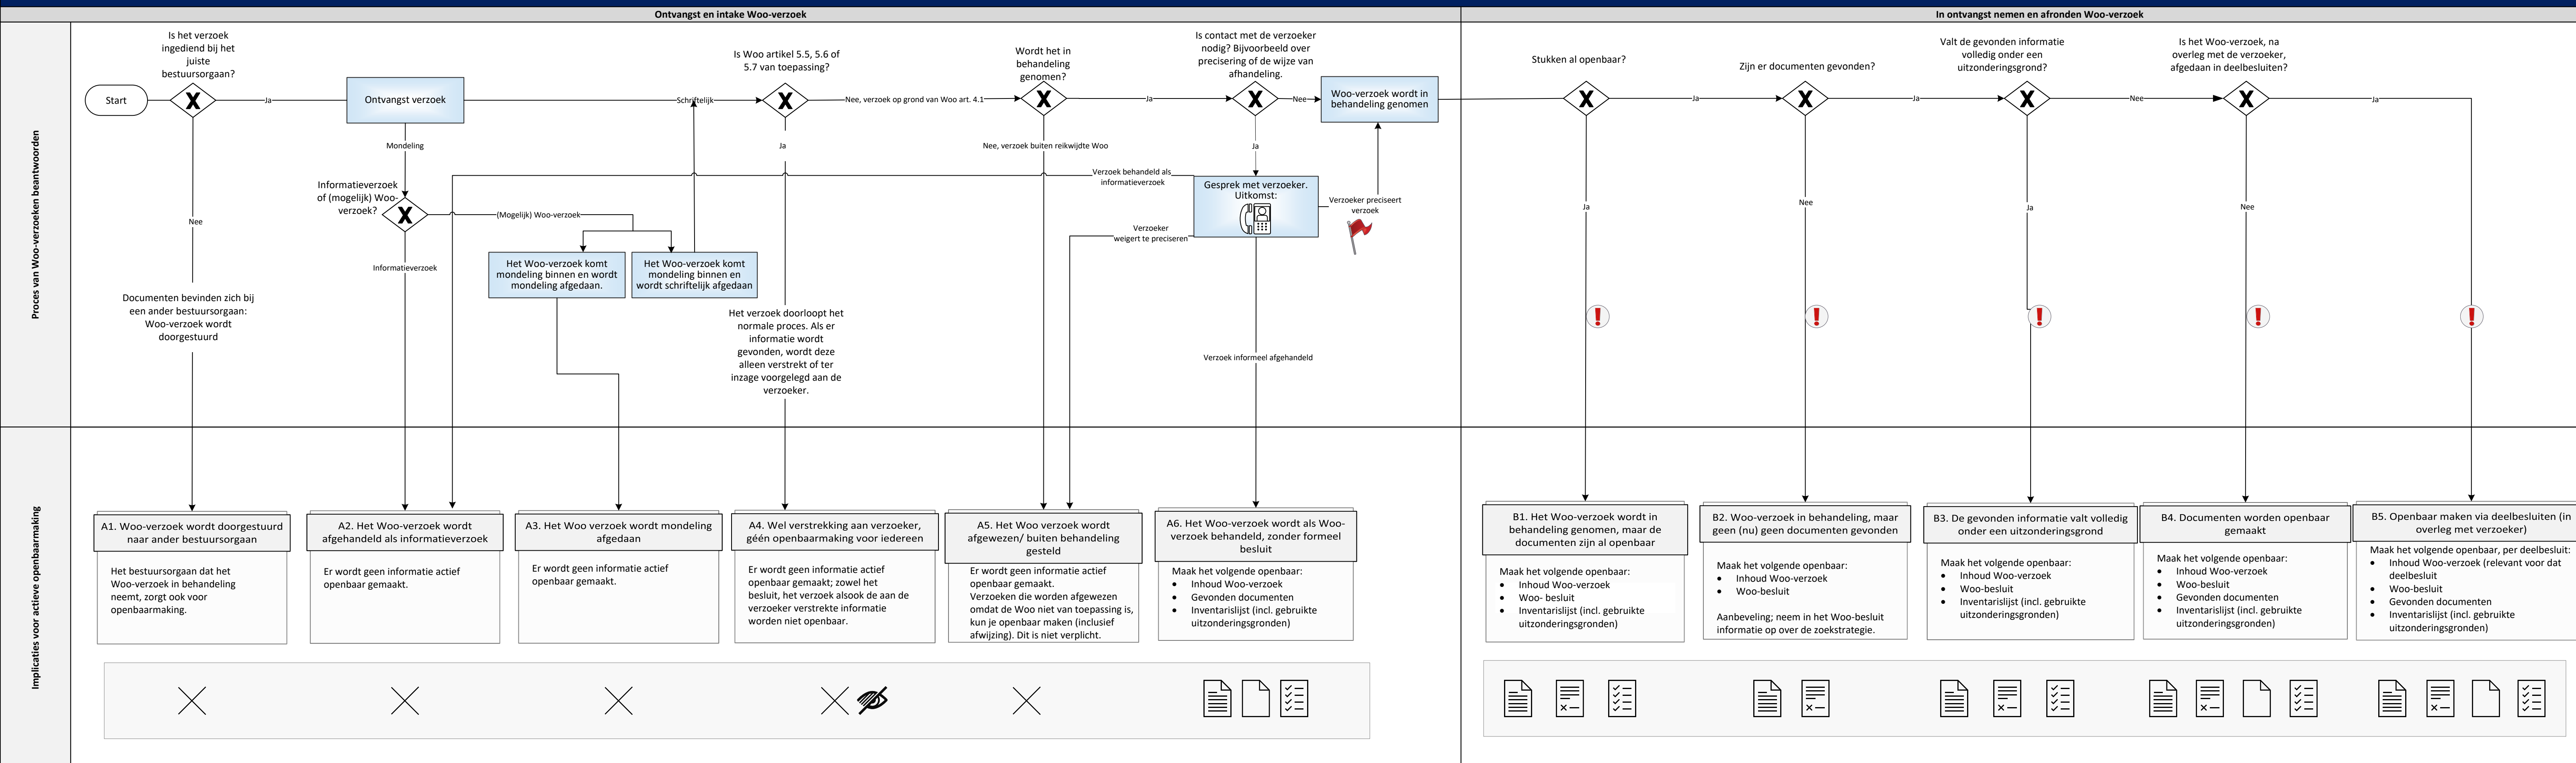 Ontvangst en intake Woo-verzoek
In ontvangst nemen en afronden Woo-verzoek
Proces van Woo-verzoeken beantwoorden
Start
Is het verzoek
ingediend bij het
juiste
bestuursorgaan?
Ja
Nee
Documenten bevinden zich bij
een ander bestuursorgaan:
Woo-verzoek wordt
doorgestuurd
Ontvangst verzoek
Mondeling
Schriftelijk
Informatieverzoek
of (mogelijk) Woo-
verzoek?
(Mogelijk) Woo-verzoek
Informatieverzoek
Het Woo-verzoek komt
mondeling binnen en wordt
mondeling afgedaan.
Het Woo-verzoek komt
mondeling binnen en
wordt schriftelijk afgedaan
Is Woo artikel 5.5, 5.6 of
5.7 van toepassing?
Ja
Het verzoek doorloopt het
normale proces. Als er
informatie wordt
gevonden, wordt deze
alleen verstrekt of ter
inzage voorgelegd aan de
verzoeker.
Nee, verzoek op grond van Woo art. 4.1
Wordt het in
behandeling
genomen?
Ja
Nee, verzoek buiten reikwijdte Woo
Is contact met de verzoeker
nodig? Bijvoorbeeld over
precisering of de wijze van
afhandeling.
Nee
Ja
Verzoek behandeld als
informatieverzoek
Gesprek met verzoeker.
Uitkomst:
Verzoeker
weigert te preciseren
Verzoeker preciseert
verzoek
Verzoek informeel afgehandeld
Woo-verzoek wordt in
behandeling genomen
Stukken al openbaar?
Ja
Ja
Zijn er documenten gevonden?
Ja
Nee
Valt de gevonden informatie
volledig onder een
uitzonderingsgrond?
Nee
Ja
Is het Woo-verzoek, na
overleg met de verzoeker,
afgedaan in deelbesluiten?
Ja
Nee
Implicaties voor actieve openbaarmaking
A1. Woo-verzoek wordt doorgestuurd
naar ander bestuursorgaan
Het bestuursorgaan dat het
Woo-verzoek in behandeling
neemt, zorgt ook voor
openbaarmaking.
A2. Het Woo-verzoek wordt
afgehandeld als informatieverzoek
Er wordt geen informatie actief
openbaar gemaakt.
A3. Het Woo verzoek wordt mondeling
afgedaan
Er wordt geen informatie actief
openbaar gemaakt.
A4. Wel verstrekking aan verzoeker,
géén openbaarmaking voor iedereen
Er wordt geen informatie actief
openbaar gemaakt; zowel het
besluit, het verzoek alsook de aan de
verzoeker verstrekte informatie
worden niet openbaar.
A5. Het Woo verzoek wordt
afgewezen/ buiten behandeling
gesteld
Er wordt geen informatie actief
openbaar gemaakt.
Verzoeken die worden afgewezen
omdat de Woo niet van toepassing is,
kun je openbaar maken (inclusief
afwijzing). Dit is niet verplicht.
A6. Het Woo-verzoek wordt als Woo-
verzoek behandeld, zonder formeel
besluit
Maak het volgende openbaar:
• Inhoud Woo-verzoek
• Gevonden documenten
• Inventarislijst (incl. gebruikte
uitzonderingsgronden)
B1. Het Woo-verzoek wordt in
behandeling genomen, maar de
documenten zijn al openbaar
Maak het volgende openbaar:
• Inhoud Woo-verzoek
• Woo- besluit
• Inventarislijst (incl. gebruikte
uitzonderingsgronden)
B2. Woo-verzoek in behandeling, maar
geen (nu) geen documenten gevonden
Maak het volgende openbaar:
• Inhoud Woo-verzoek
• Woo-besluit
Aanbeveling; neem in het Woo-besluit
informatie op over de zoekstrategie.
B3. De gevonden informatie valt volledig
onder een uitzonderingsgrond
Maak het volgende openbaar:
• Inhoud Woo-verzoek
• Woo-besluit
• Inventarislijst (incl. gebruikte
uitzonderingsgronden)
B4. Documenten worden openbaar
gemaakt
Maak het volgende openbaar:
• Inhoud Woo-verzoek
• Woo-besluit
• Gevonden documenten
• Inventarislijst (incl. gebruikte
uitzonderingsgronden)
B5. Openbaar maken via deelbesluiten (in
overleg met verzoeker)
Maak het volgende openbaar, per deelbesluit:
• Inhoud Woo-verzoek (relevant voor dat
deelbesluit
• Woo-besluit
• Gevonden documenten
• Inventarislijst (incl. gebruikte
uitzonderingsgronden)